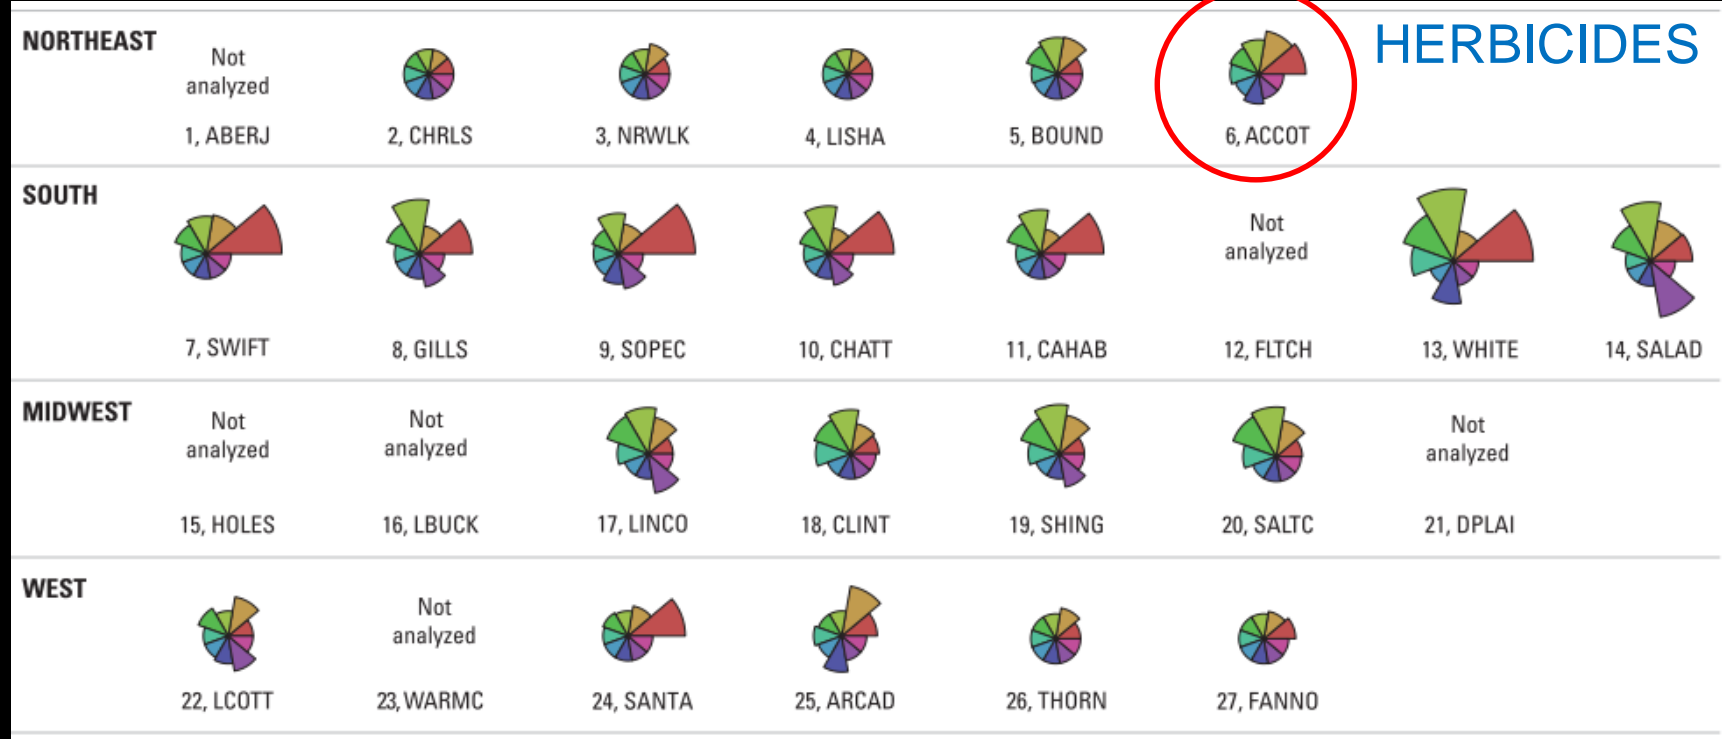 HERBICIDES
NORTHEAST
Not
analyzed
1, ABERJ
2, CHRLS
3, NRWLK
4, LISHA
5, BOUND
6, ACCOT
SOUTH
Not
analyzed
7, SWIFT
8, GILLS
9, SOPEC
10, CHATT
11, CAHAB
12, FLTCH
13, WHITE
14, SALAD
MIDWEST
Not
analyzed
Not
analyzed
Not
analyzed
15, HOLES
16, LBUCK
17, LINCO
18, CLINT
19, SHING
20, SALTC
21, DPLAI
WEST
Not
analyzed
22, LCOTT
23, WARMC
24, SANTA
25, ARCAD
26, THORN
27, FANNO